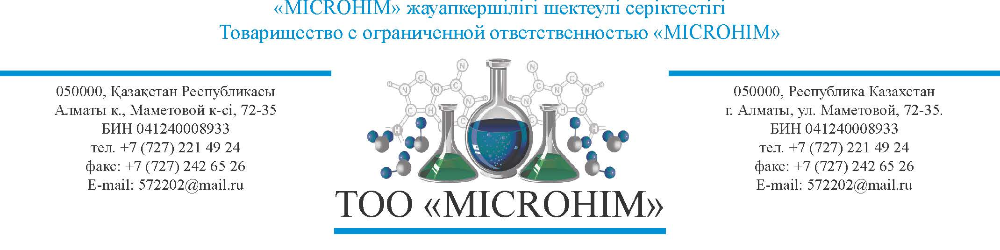 «MICROHIM» жауапкершілігі шектеулі серіктестігі
Товарищество с ограниченной ответственностью «MICROHIM»
050000, Қазақстан Республикасы
Алматы қ., Маметовой к-сі, 72-35
БИН 041240008933
тел. +7 (727) 221 49 24
факс: +7 (727) 242 65 26
E-mail: 572202@mail.ru
ТОО «MICROHIM»
050000, Республика Казахстан
г. Алматы, ул. Маметовой, 72-35.
БИН 041240008933
тел. +7 (727) 221 49 24
факс: +7 (727) 242 65 26
E-mail: 572202@mail.ru